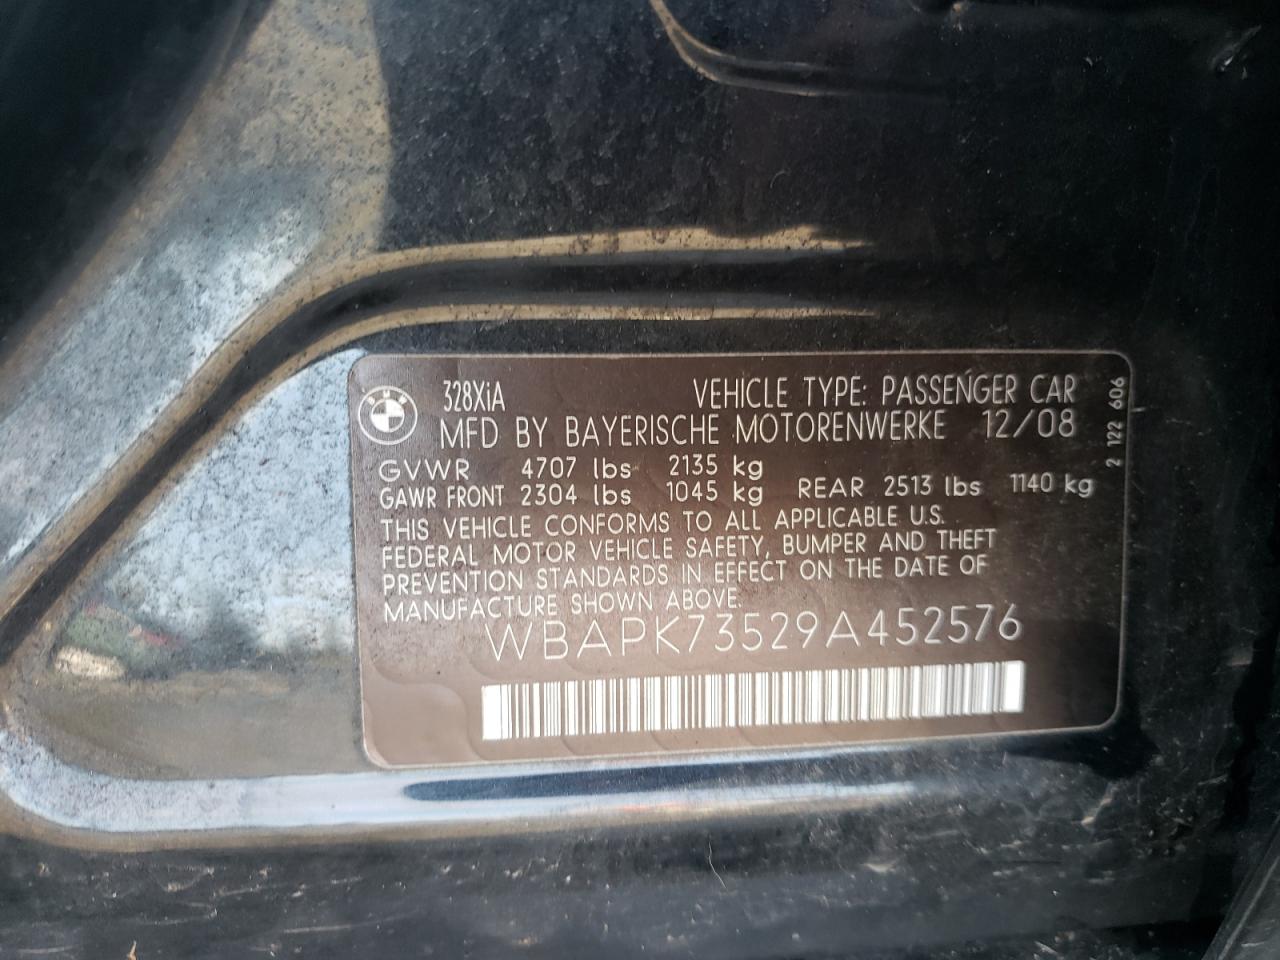 BMW
328XiA VEHICLE TYPE: PASSENGER CAR
MFD BY BAYERISCHE MOTORENWERKE 12/08
GVWR 4707 lbs 2135 kg
GAWR FRONT 2304 lbs 1045 kg REAR 2513 lbs 1140 kg
THIS VEHICLE CONFORMS TO ALL APPLICABLE U.S.
FEDERAL MOTOR VEHICLE SAFETY, BUMPER AND THEFT
PREVENTION STANDARDS IN EFFECT ON THE DATE OF
MANUFACTURE SHOWN ABOVE.
WBAPK73529A452576
2 122 606